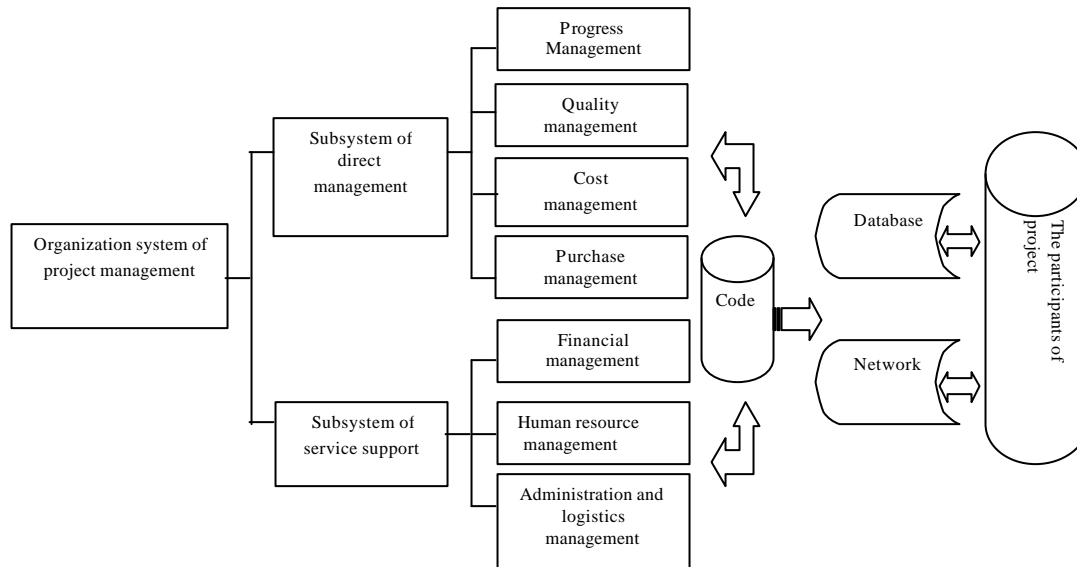 Progress
Management
Quality
management
Subsystem of
direct
management
Cost
management
Purchase
management
Organization system of
project management
Financial
management
Subsystem of
service support
Human resource
management
Administration and
logistics
management
Code
Database
Network
The participants of
project